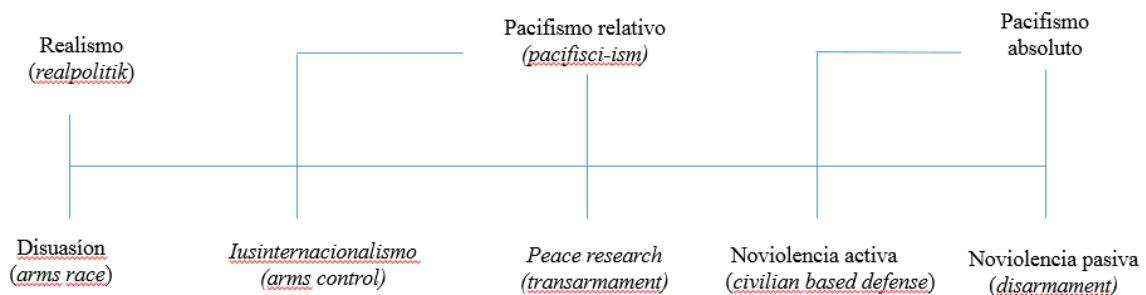 Realismo
(realpolitik)
Pacifismo relativo
(pacifisci-ism)
Pacifismo
absoluto
Disuasíon
(arms race)
Iusinternacionalismo
(arms control)
Peace research
(transarmament)
Noviolencia activa
(civilian based defense)
Noviolencia pasiva
(disarmament)